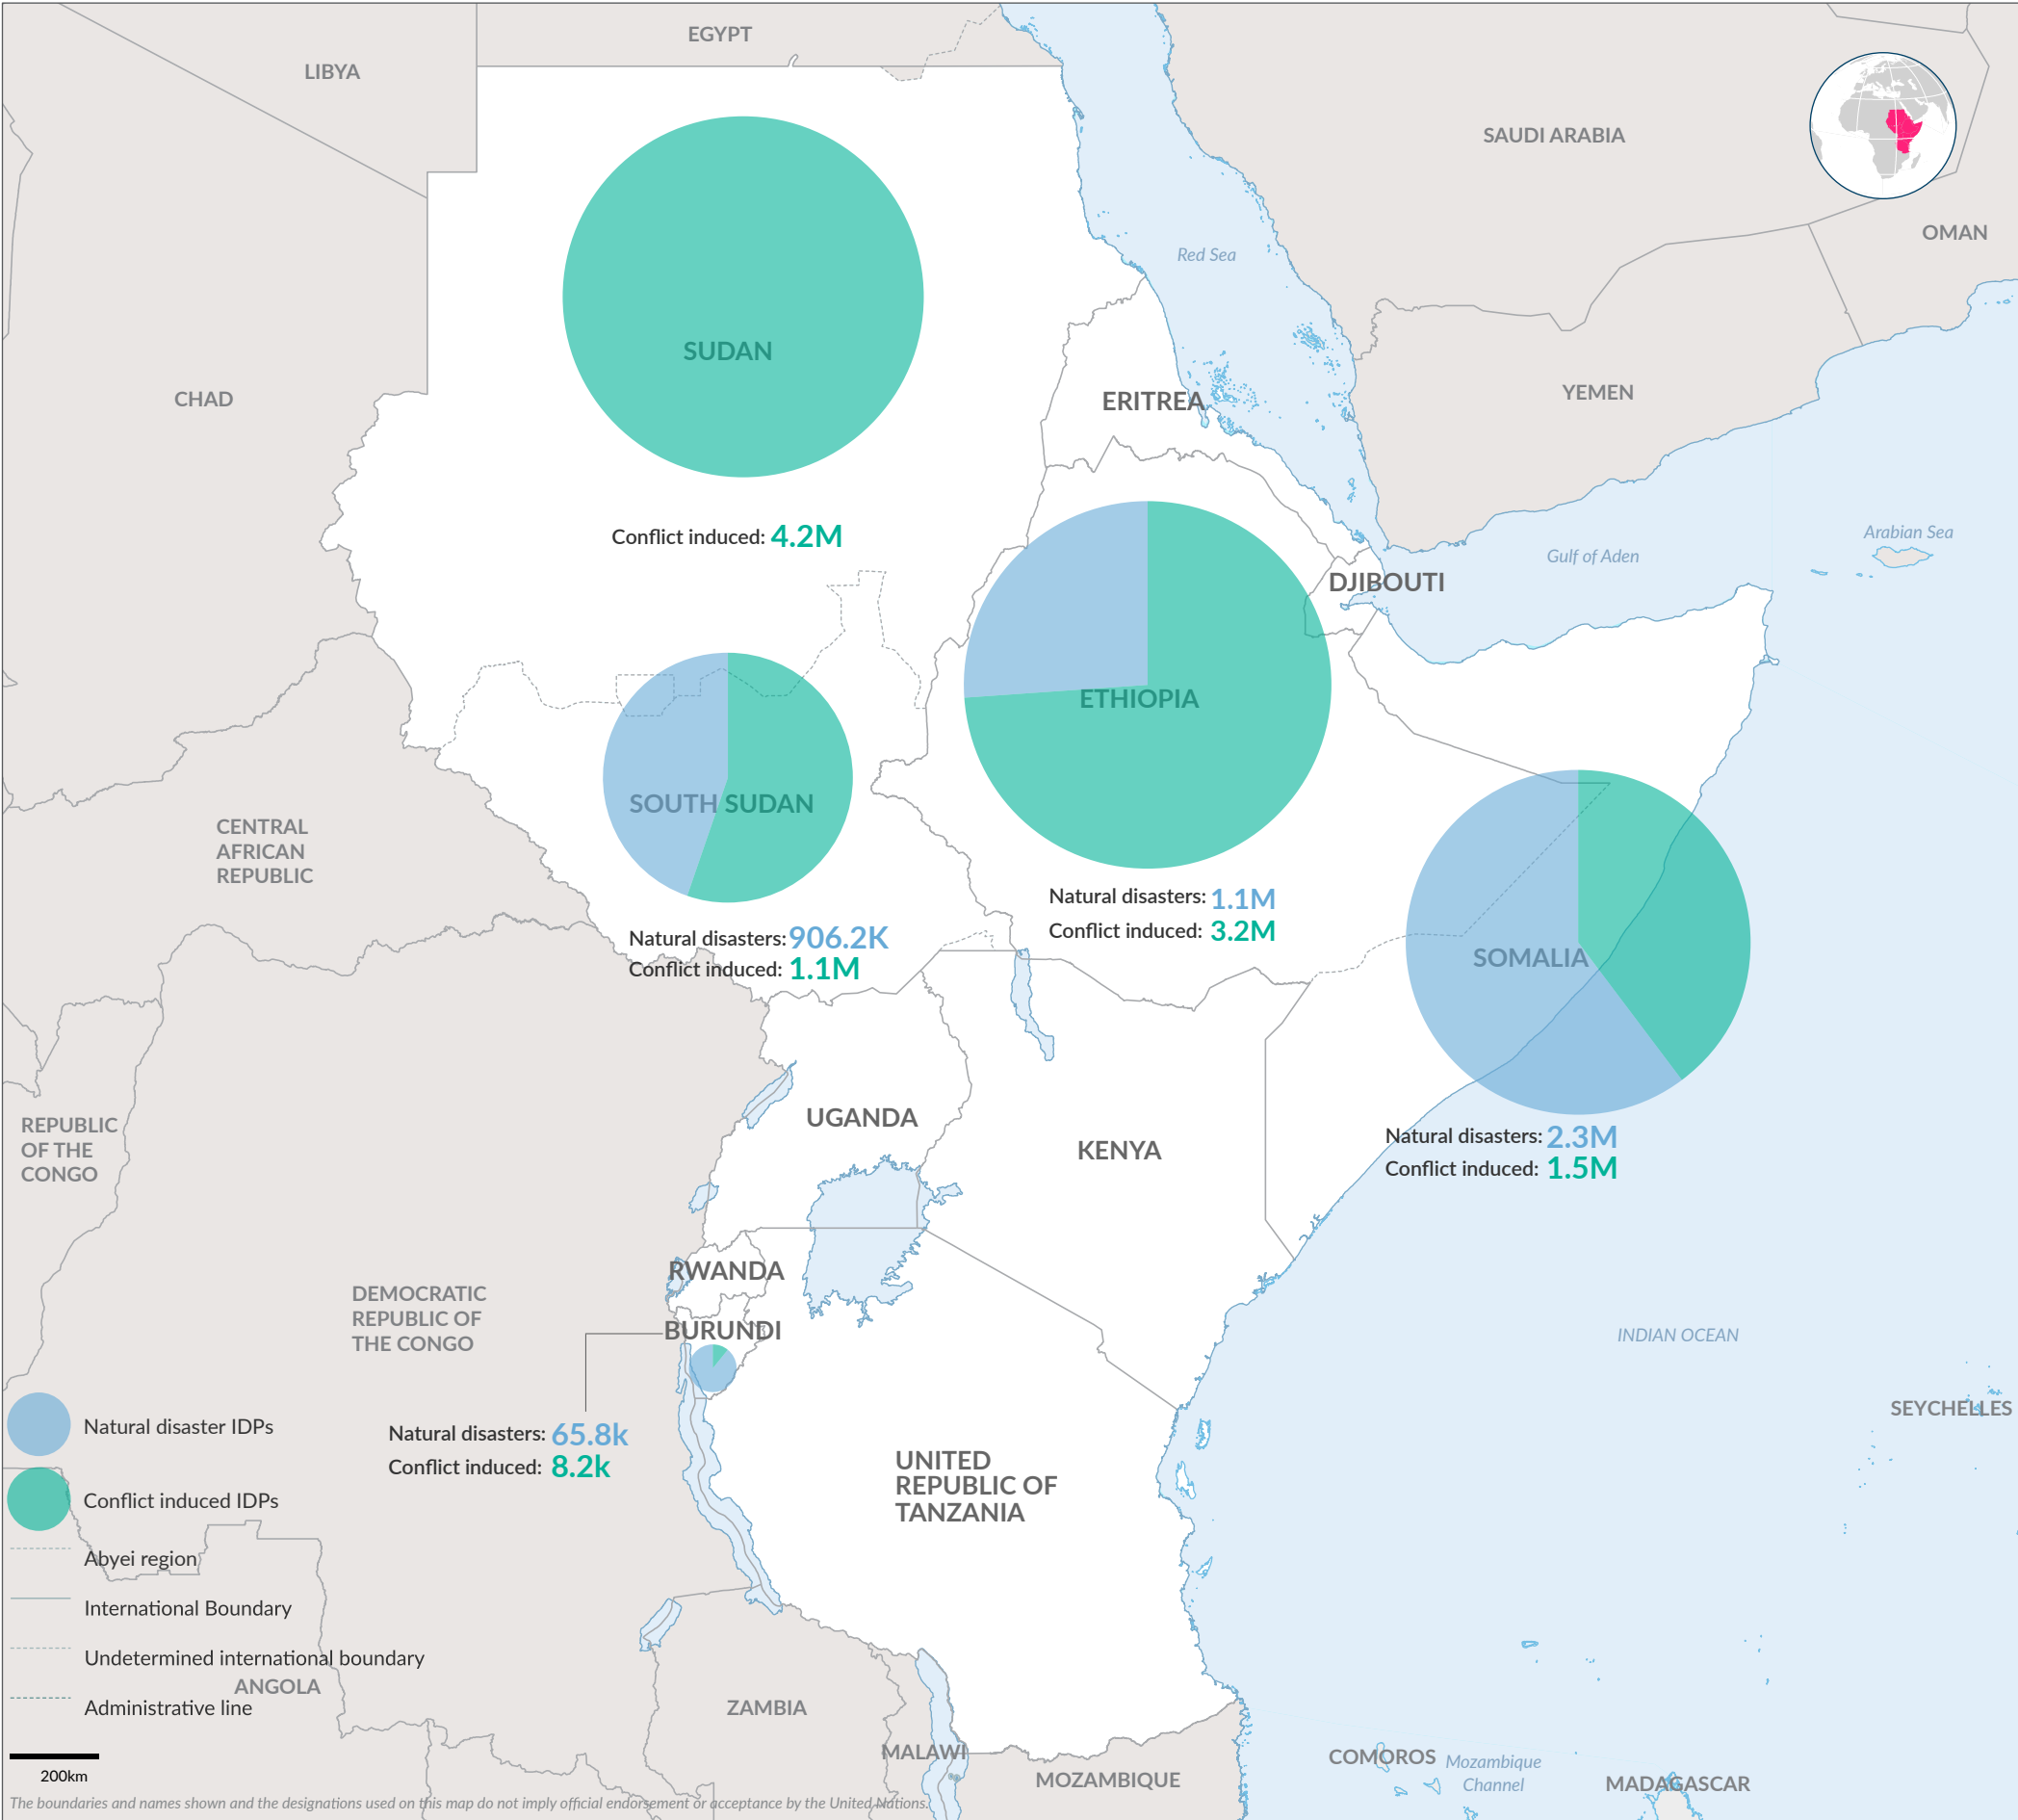 EGYPT
LIBYA
SAUDI ARABIA
OMAN
Red Sea
SUDAN
CHAD
ERITREA
YEMEN
Conflict induced: 4.2M
Arabian Sea
Gulf of Aden
DJIBOUTI
ETHIOPIA
SOUTH SUDAN
CENTRAL
AFRICAN
REPUBLIC
Natural disasters: 1.1M
Conflict induced: 3.2M
Natural disasters: 906.2K
Conflict induced: 1.1M
SOMALIA
UGANDA
REPUBLIC
OF THE
CONGO
KENYA
Natural disasters: 2.3M
Conflict induced: 1.5M
RWANDA
DEMOCRATIC
REPUBLIC OF
THE CONGO
BURUNDI
INDIAN OCEAN
SEYCHELLES
Natural disasters: 65.8k
Conflict induced: 8.2k
UNITED
REPUBLIC OF
TANZANIA
Natural disaster IDPs
Conflict induced IDPs
Abyei region
International Boundary
Undetermined international boundary
ANGOLA
Administrative line
ZAMBIA
MALAWI
COMOROS
Mozambique
Channel
MOZAMBIQUE
MADAGASCAR
200km
The boundaries and names shown and the designations used on this map do not imply official endorsement or acceptance by the United Nations.